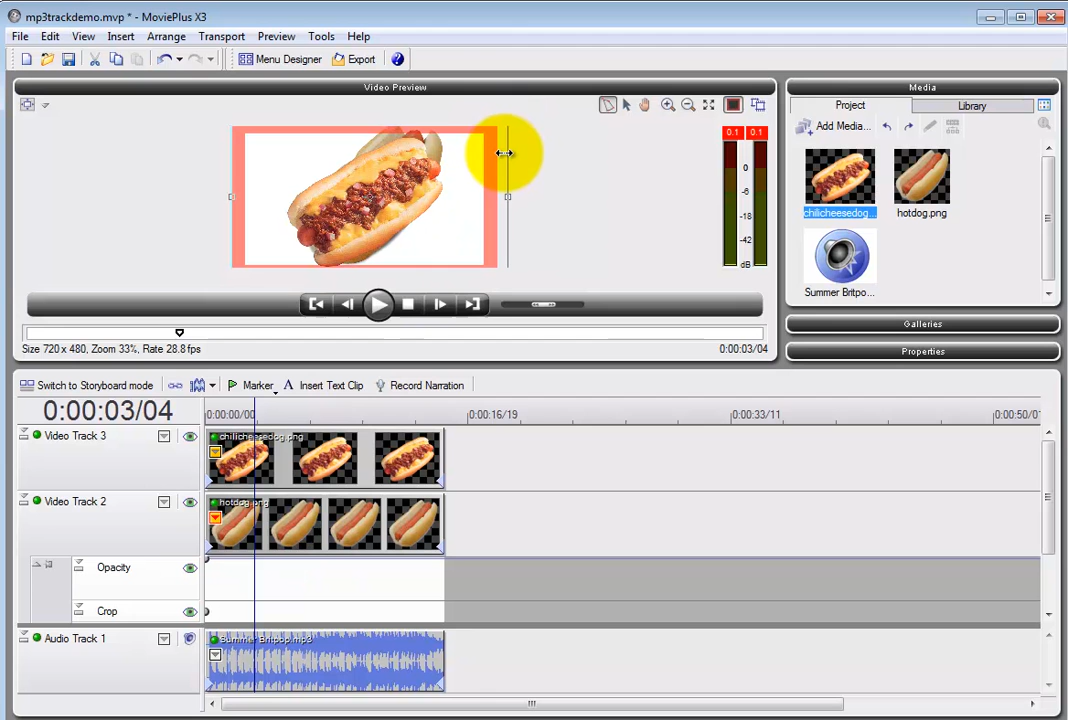 mp3trackdemo.mvp * - MoviePlus X3
File Edit View Insert Arrange Transport Preview Tools Help
Menu Designer Export
Video Preview
Media
Project Library
Add Media...
0.1 0.1
0
-6
-18
-42
dB
chilicheesedog... hotdog.png
Summer Britpo...
Galleries
Size 720 x 480, Zoom 33%, Rate 28.8fps 0:00:03/04
Properties
Switch to Storyboard mode Marker Insert Text Clip Record Narration
0:00:03/04 0:00:00/00 0:00:16/19 0:00:33/11 0:00:50/0
Video Track 3 chilicheesedog.png
Video Track 2 hotdog.png
Opacity
Crop
Audio Track 1 Summer Britpop.mp3